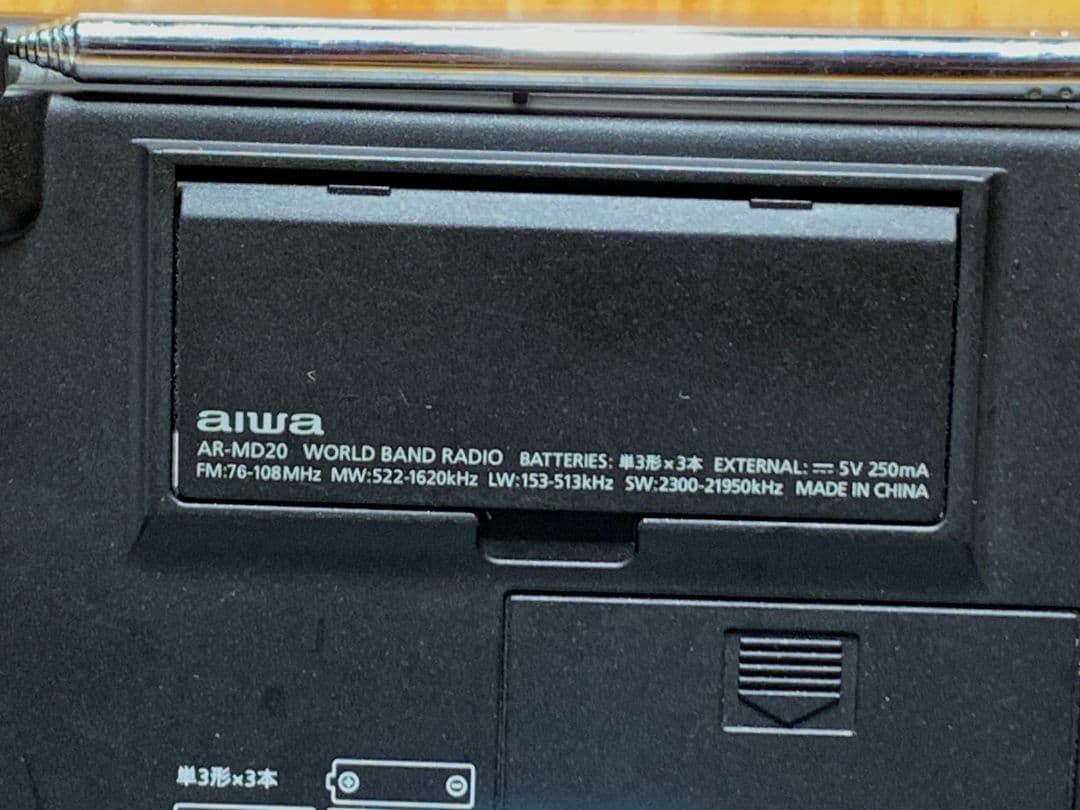 aiwa
AR-MD20 WORLD BAND RADIO BATTERIES: 単3形×3本 EXTERNAL: ⎓ 5V 250mA
FM:76-108MHz MW:522-1620kHz LW:153-513kHz SW:2300-21950kHz MADE IN CHINA
単3形×3本